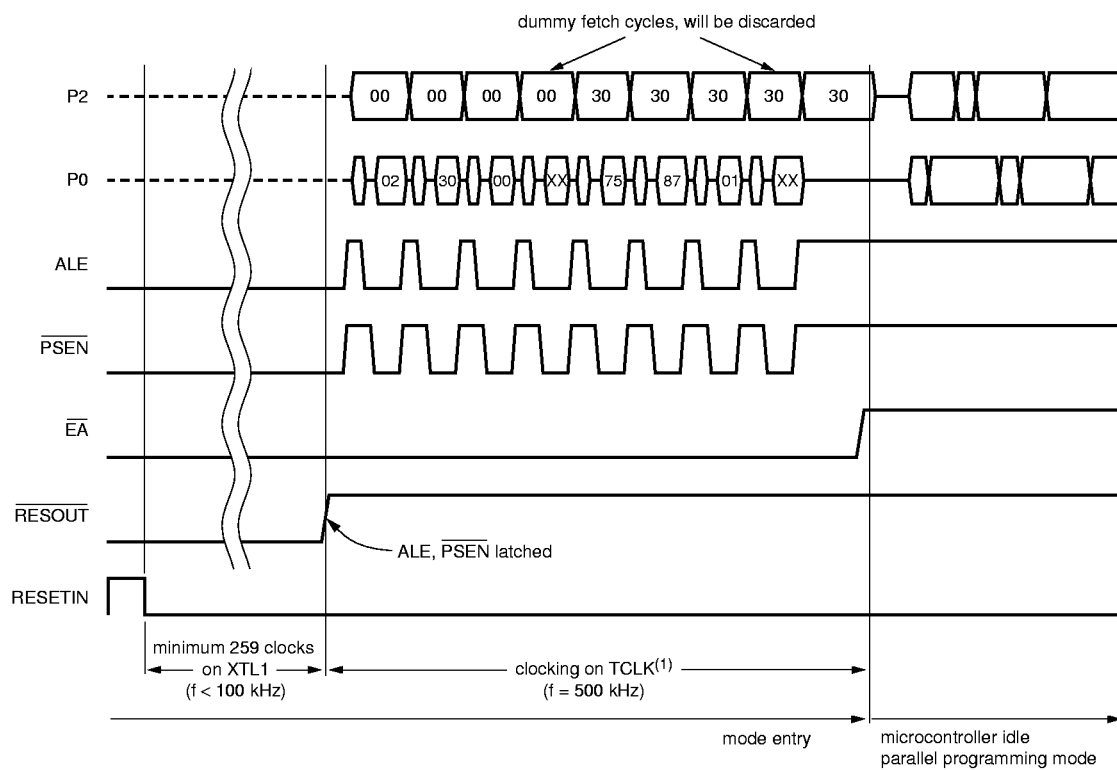 dummy fetch cycles, will be discarded
P2 00 00 00 00 30 30 30 30 30
P0 02 30 00 XX 75 87 01 XX
ALE
PSEN
EA
RESOUT
ALE, PSEN latched
RESETIN
minimum 259 clocks
on XTL1
(f < 100 kHz)
clocking on TCLK(1)
(f = 500 kHz)
mode entry
microcontroller idle
parallel programming mode